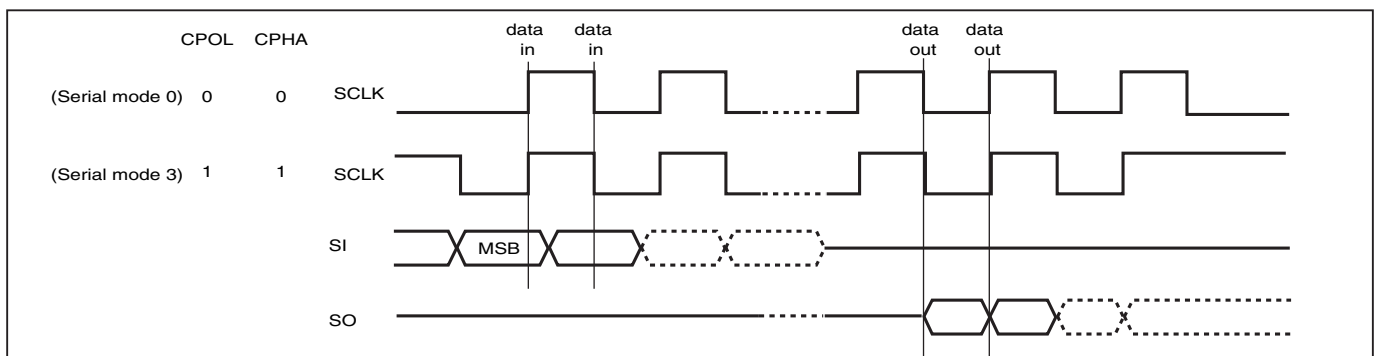 CPOL CPHA data in data in data out data out
(Serial mode 0) 0 0 SCLK
(Serial mode 3) 1 1 SCLK
SI MSB
SO